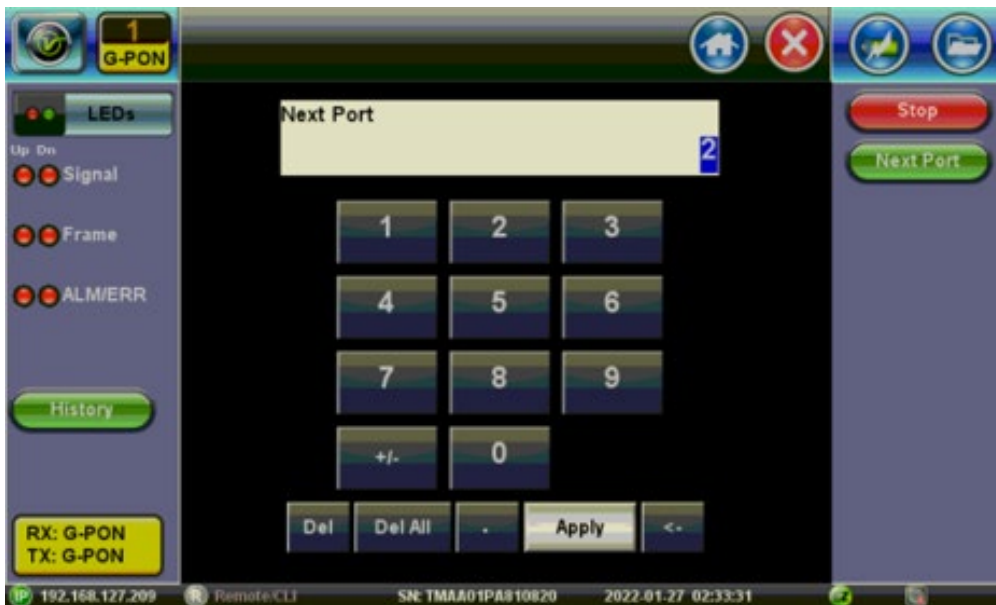 1
G-PON
LEDs
Next Port
2
Stop
Next Port
Up Dn
Signal
Frame
ALM/ERR
History
1 2 3
4 5 6
7 8 9
+/- 0
Del Del All . Apply <-
RX: G-PON
TX: G-PON
IP 192.168.127.209 R Remote/CLI SN: TMAA01PA810820 2022-01-27 02:33:31